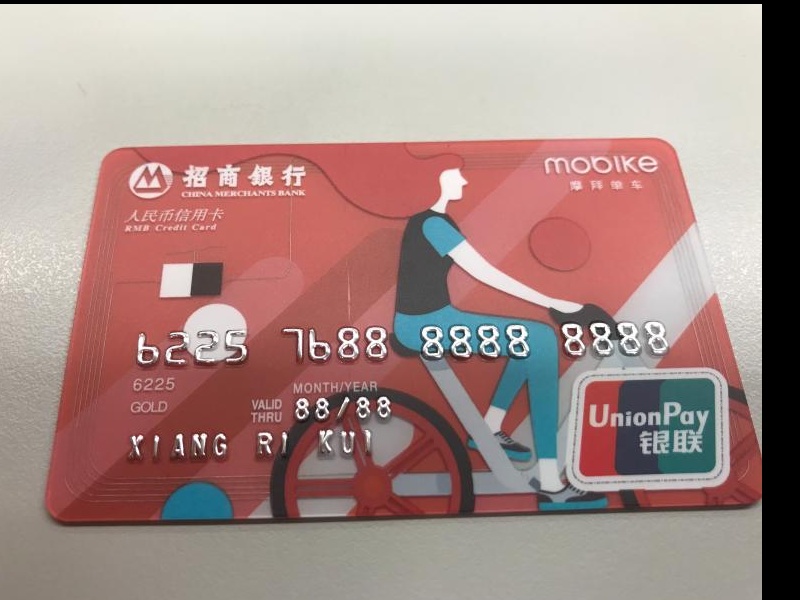 招商銀行
CHINA MERCHANTS BANK
人民币信用卡
RMB Credit Card
mobike
摩拜单车
6225 7688 8888 8888
6225
MONTH/YEAR
GOLD
VALID THRU 88/88
XIANG RI KUI
UnionPay
银联